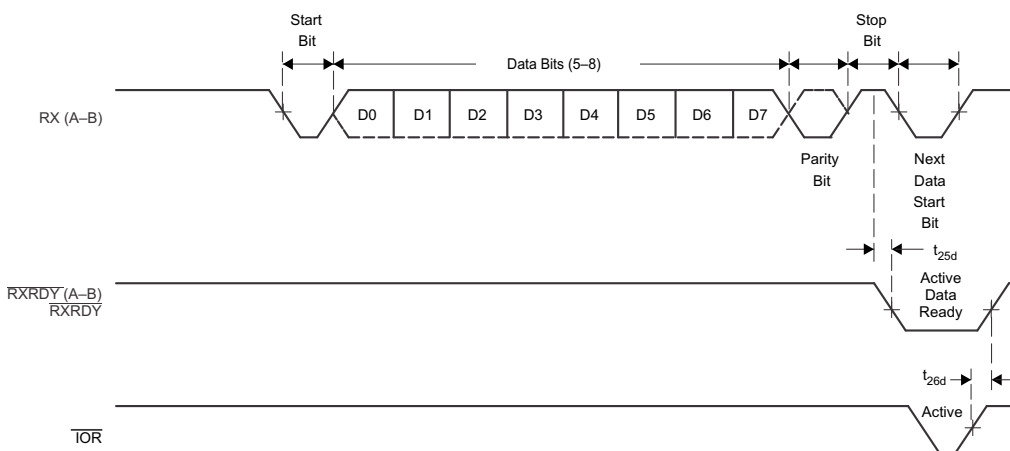 Start
Bit
Stop
Bit
Data Bits (5–8)
RX (A–B)
D0 D1 D2 D3 D4 D5 D6 D7
Parity
Bit
Next
Data
Start
Bit
t25d
RXRDY (A–B)
RXRDY
Active
Data
Ready
t26d
Active
IOR